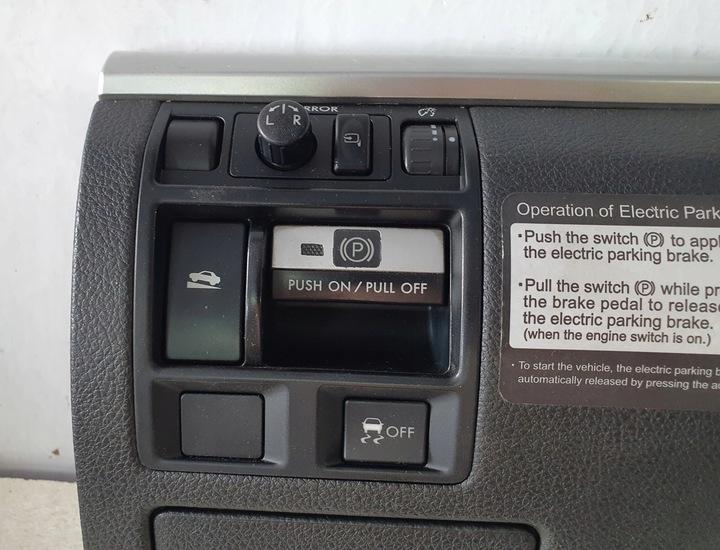 RROR
L R
P
PUSH ON / PULL OFF
OFF
Operation of Electric Park
・Push the switch (P) to appl
the electric parking brake.
・Pull the switch (P) while pr
the brake pedal to release
the electric parking brake.
(when the engine switch is on.)
・To start the vehicle, the electric parking b
automatically released by pressing the a